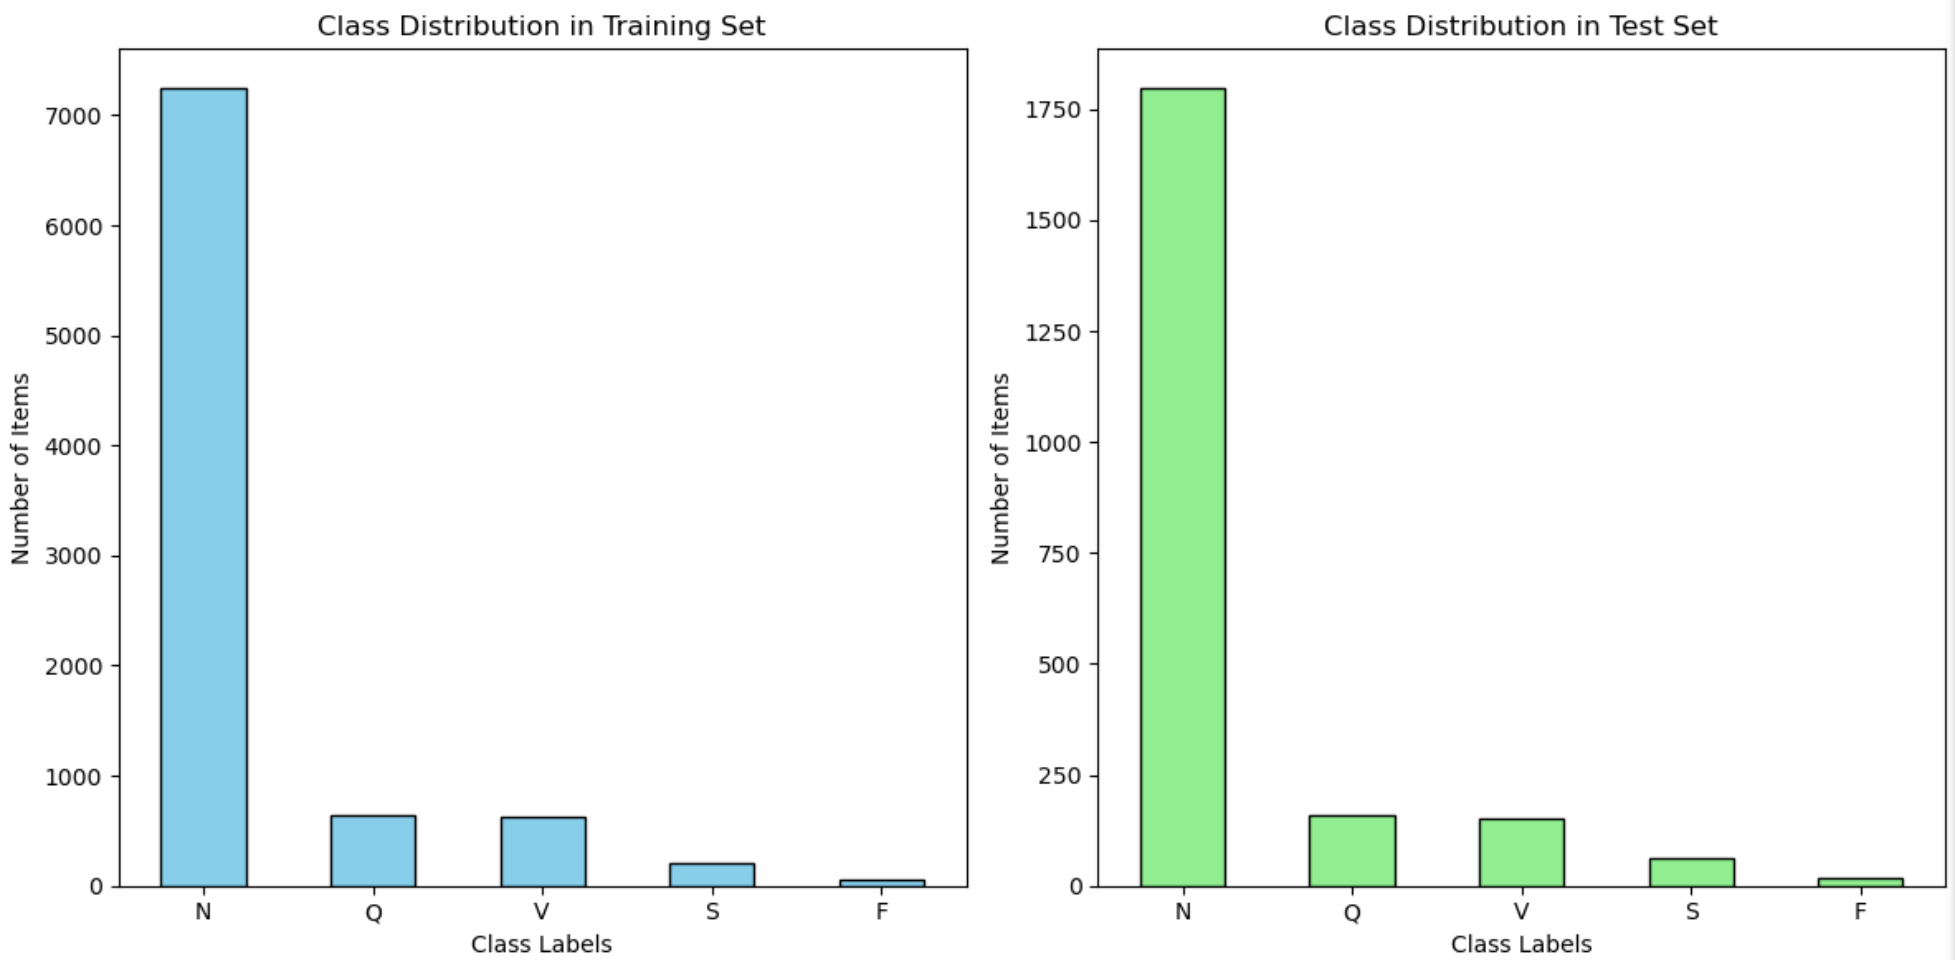 Class Distribution in Training Set
Number of Items
7000
6000
5000
4000
3000
2000
1000
0
N Q V S F
Class Labels
Class Distribution in Test Set
Number of Items
1750
1500
1250
1000
750
500
250
0
N Q V S F
Class Labels